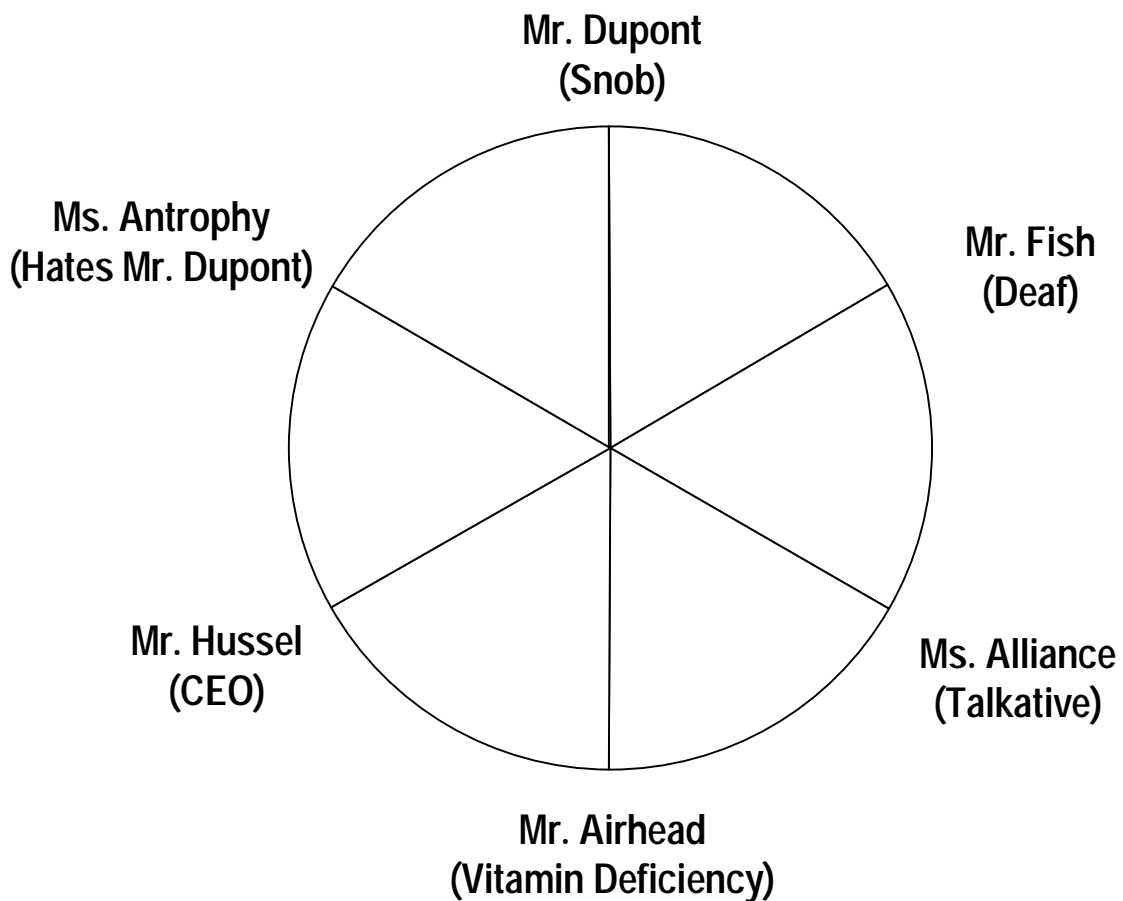 Mr. Dupont
(Snob)
Ms. Antrophy
(Hates Mr. Dupont)
Mr. Fish
(Deaf)
Mr. Hussel
(CEO)
Ms. Alliance
(Talkative)
Mr. Airhead
(Vitamin Deficiency)